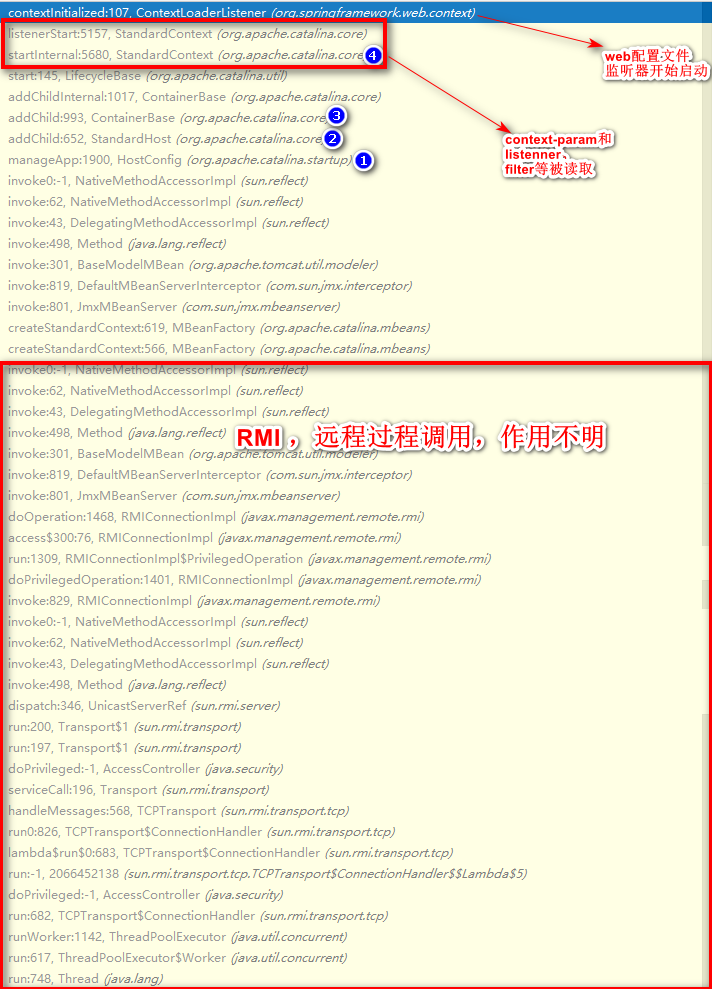 contextInitialized:107, ContextLoaderListener (org.springframework.web.context)
listenerStart:5157, StandardContext (org.apache.catalina.core)
startInternal:5680, StandardContext (org.apache.catalina.core) 4
web配置文件
监听器开始启动
start:145, LifecycleBase (org.apache.catalina.util)
addChildInternal:1017, ContainerBase (org.apache.catalina.core)
addChild:993, ContainerBase (org.apache.catalina.core) 3
addChild:652, StandardHost (org.apache.catalina.core) 2
context-param和
listenner、
filter等被读取
manageApp:1900, HostConfig (org.apache.catalina.startup) 1
invoke0:-1, NativeMethodAccessorImpl (sun.reflect)
invoke:62, NativeMethodAccessorImpl (sun.reflect)
invoke:43, DelegatingMethodAccessorImpl (sun.reflect)
invoke:498, Method (java.lang.reflect)
invoke:301, BaseModelMBean (org.apache.tomcat.util.modeler)
invoke:819, DefaultMBeanServerInterceptor (com.sun.jmx.interceptor)
invoke:801, JmxMBeanServer (com.sun.jmx.mbeanserver)
createStandardContext:619, MBeanFactory (org.apache.catalina.mbeans)
createStandardContext:566, MBeanFactory (org.apache.catalina.mbeans)
invoke0:-1, NativeMethodAccessorImpl (sun.reflect)
invoke:62, NativeMethodAccessorImpl (sun.reflect)
invoke:43, DelegatingMethodAccessorImpl (sun.reflect)
invoke:498, Method (java.lang.reflect)
RMI，远程过程调用，作用不明
invoke:301, BaseModelMBean (org.apache.tomcat.util.modeler)
invoke:819, DefaultMBeanServerInterceptor (com.sun.jmx.interceptor)
invoke:801, JmxMBeanServer (com.sun.jmx.mbeanserver)
doOperation:1468, RMIConnectionImpl (javax.management.remote.rmi)
access$300:76, RMIConnectionImpl (javax.management.remote.rmi)
run:1309, RMIConnectionImpl$PrivilegedOperation (javax.management.remote.rmi)
doPrivilegedOperation:1401, RMIConnectionImpl (javax.management.remote.rmi)
invoke:829, RMIConnectionImpl (javax.management.remote.rmi)
invoke0:-1, NativeMethodAccessorImpl (sun.reflect)
invoke:62, NativeMethodAccessorImpl (sun.reflect)
invoke:43, DelegatingMethodAccessorImpl (sun.reflect)
invoke:498, Method (java.lang.reflect)
dispatch:346, UnicastServerRef (sun.rmi.server)
run:200, Transport$1 (sun.rmi.transport)
run:197, Transport$1 (sun.rmi.transport)
doPrivileged:-1, AccessController (java.security)
serviceCall:196, Transport (sun.rmi.transport)
handleMessages:568, TCPTransport (sun.rmi.transport.tcp)
run0:826, TCPTransport$ConnectionHandler (sun.rmi.transport.tcp)
lambda$run$0:683, TCPTransport$ConnectionHandler (sun.rmi.transport.tcp)
run:-1, 2066452138 (sun.rmi.transport.tcp.TCPTransport$ConnectionHandler$$Lambda$5)
doPrivileged:-1, AccessController (java.security)
run:682, TCPTransport$ConnectionHandler (sun.rmi.transport.tcp)
runWorker:1142, ThreadPoolExecutor (java.util.concurrent)
run:617, ThreadPoolExecutor$Worker (java.util.concurrent)
run:748, Thread (java.lang)